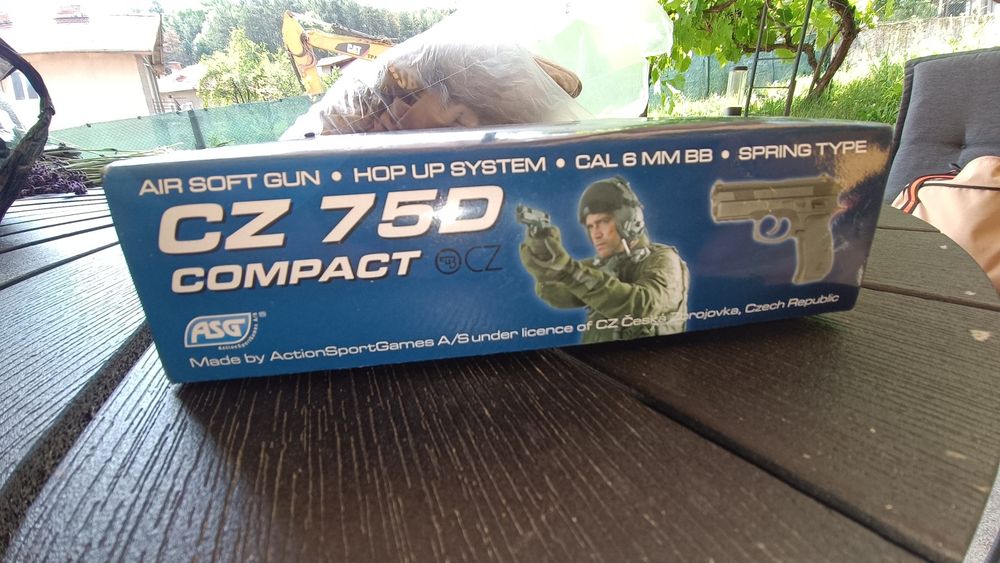 CAT
AIR SOFT GUN • HOP UP SYSTEM • CAL 6 MM BB • SPRING TYPE
CZ 75D
COMPACT CZ
ASG
ActionSportGames A/S
Made by ActionSportGames A/S under licence of CZ Česká Zbrojovka, Czech Republic